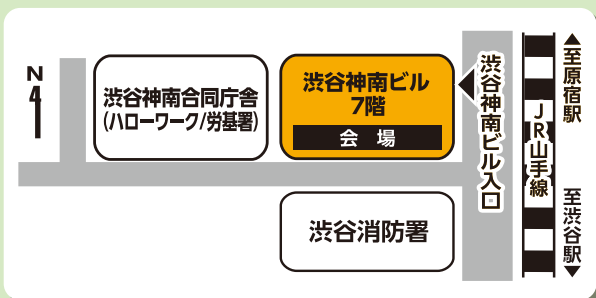 N
渋谷神南合同庁舎
(ハローワーク/労基署)
渋谷神南ビル
7階
会 場
渋谷消防署
渋谷神南ビル入口
JR山手線
▲至原宿駅
至渋谷駅▼